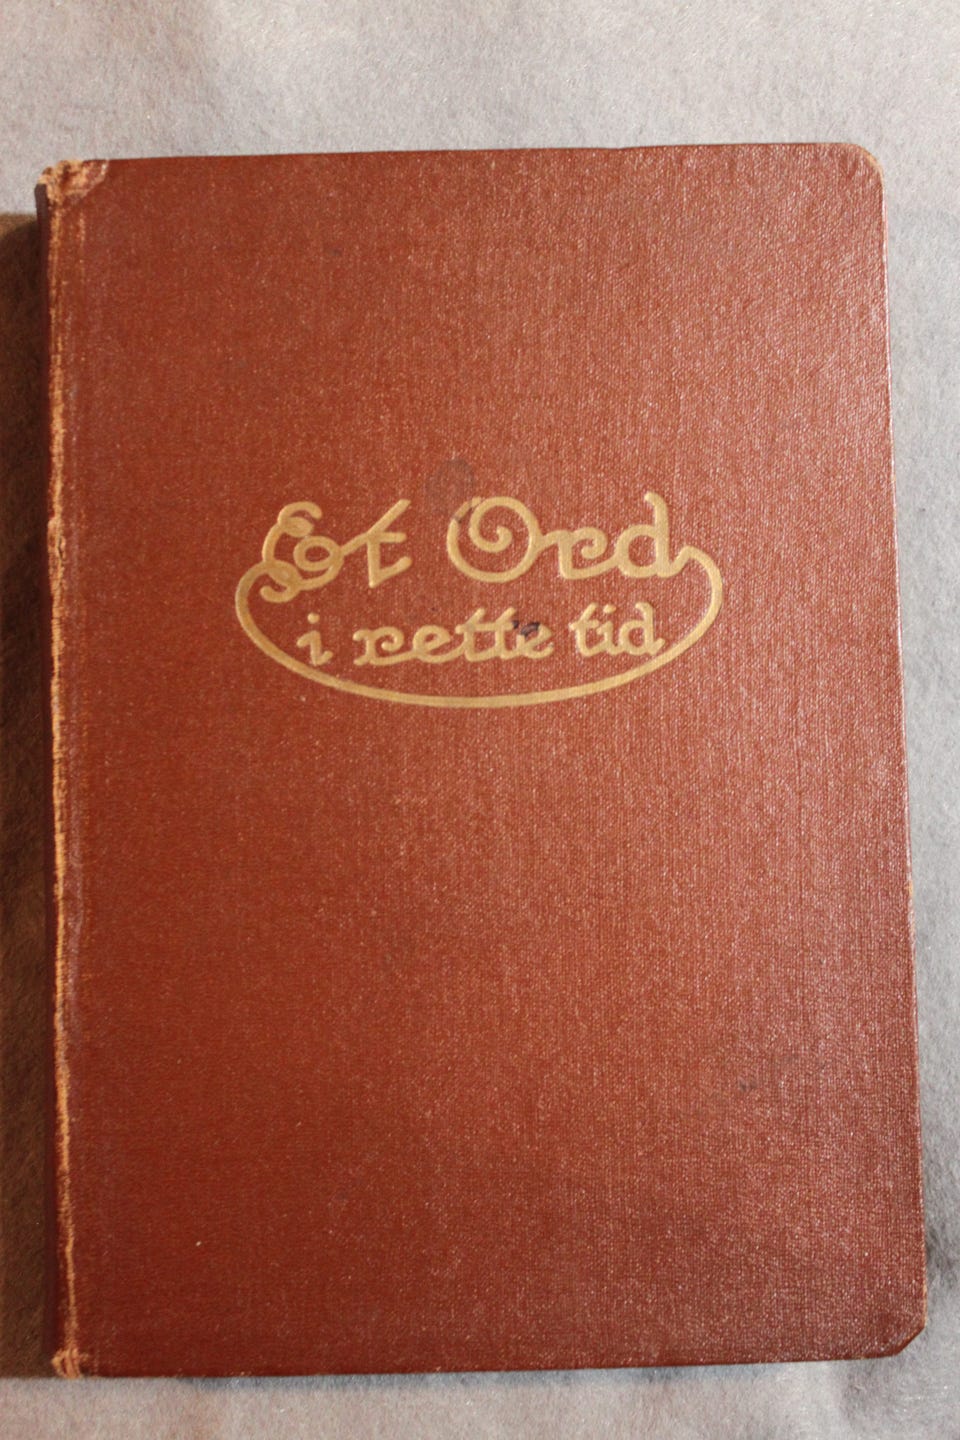 Et Ord
i rette tid